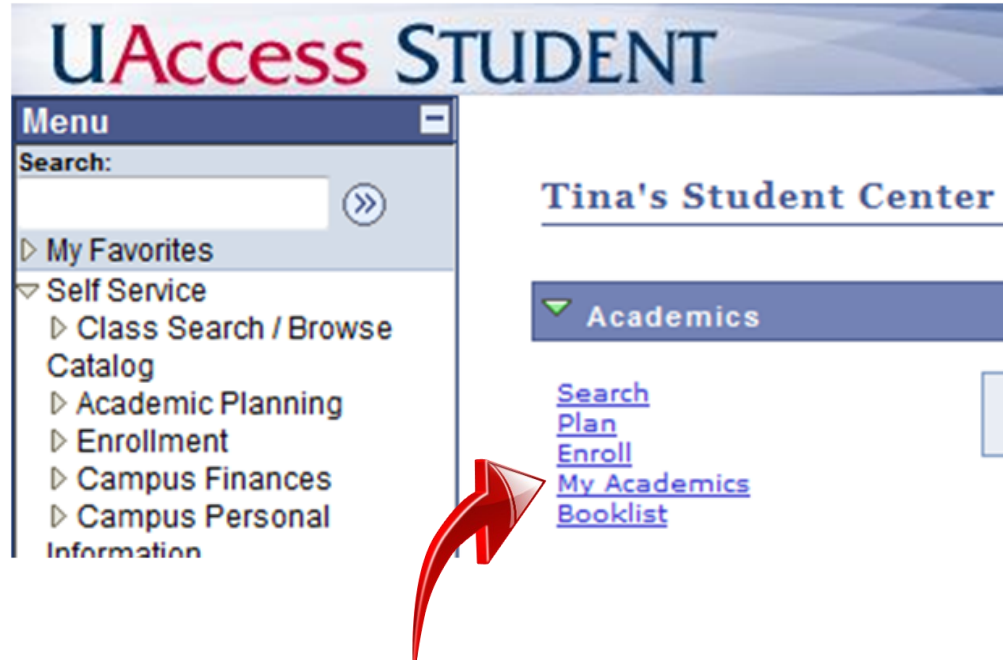 UAccess STUDENT
Menu
Search:
My Favorites
Self Service
Class Search / Browse
Catalog
Academic Planning
Enrollment
Campus Finances
Campus Personal
Information
Tina's Student Center
Academics
Search
Plan
Enroll
My Academics
Booklist